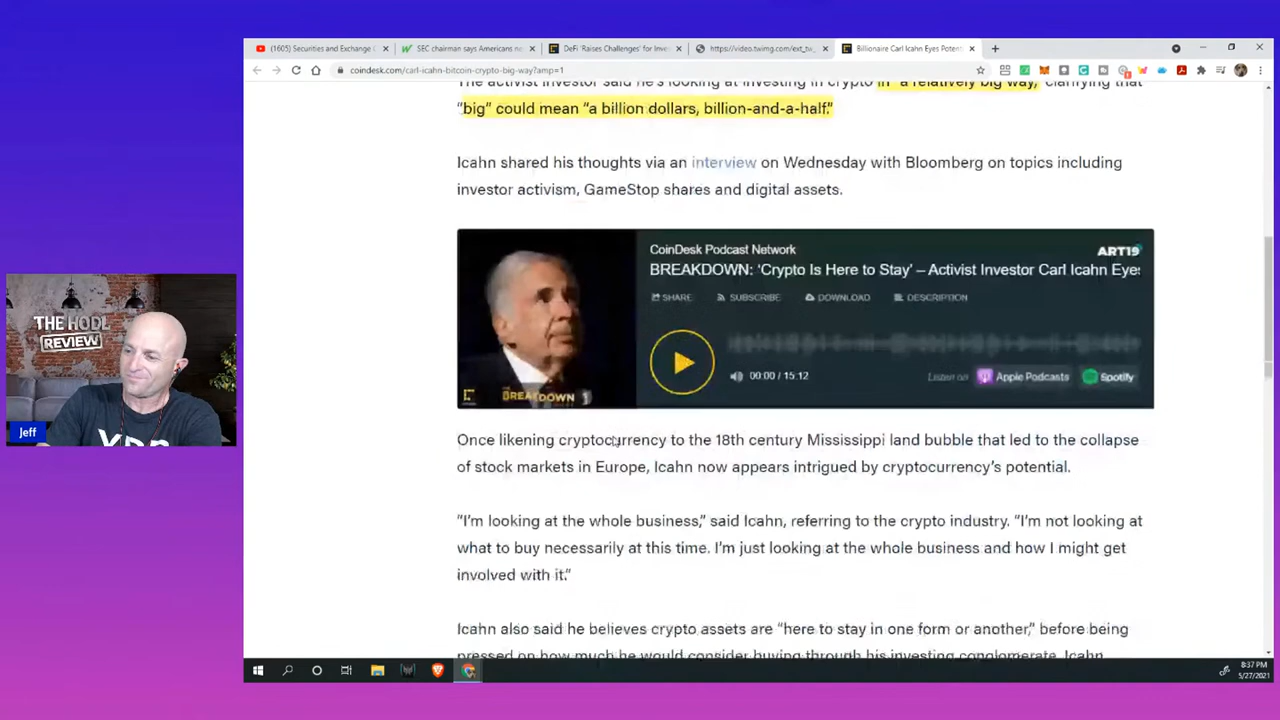 (1605) Securities and Exchange C
SEC chairman says Americans ne
DeFi 'Raises Challenges' for Inves
https://video.twimg.com/ext_tw_
Billionaire Carl Icahn Eyes Potent
coindesk.com/carl-icahn-bitcoin-crypto-big-way?amp=1
The activist investor said he's looking at investing in crypto in "a relatively big way," clarifying that
"big" could mean "a billion dollars, billion-and-a-half."
Icahn shared his thoughts via an interview on Wednesday with Bloomberg on topics including
investor activism, GameStop shares and digital assets.
CoinDesk Podcast Network
ART19
BREAKDOWN: 'Crypto Is Here to Stay' – Activist Investor Carl Icahn Eyes
SHARE SUBSCRIBE DOWNLOAD DESCRIPTION
00:00 / 15:12
Listen on Apple Podcasts Spotify
BREAKDOWN
THE HODL
REVIEW
Jeff
Once likening cryptocurrency to the 18th century Mississippi land bubble that led to the collapse
of stock markets in Europe, Icahn now appears intrigued by cryptocurrency's potential.
"I'm looking at the whole business," said Icahn, referring to the crypto industry. "I'm not looking at
what to buy necessarily at this time. I'm just looking at the whole business and how I might get
involved with it."
Icahn also said he believes crypto assets are "here to stay in one form or another," before being
pressed on how much he would consider buying through his investing conglomerate. Icahn
8:37 PM
5/27/2021